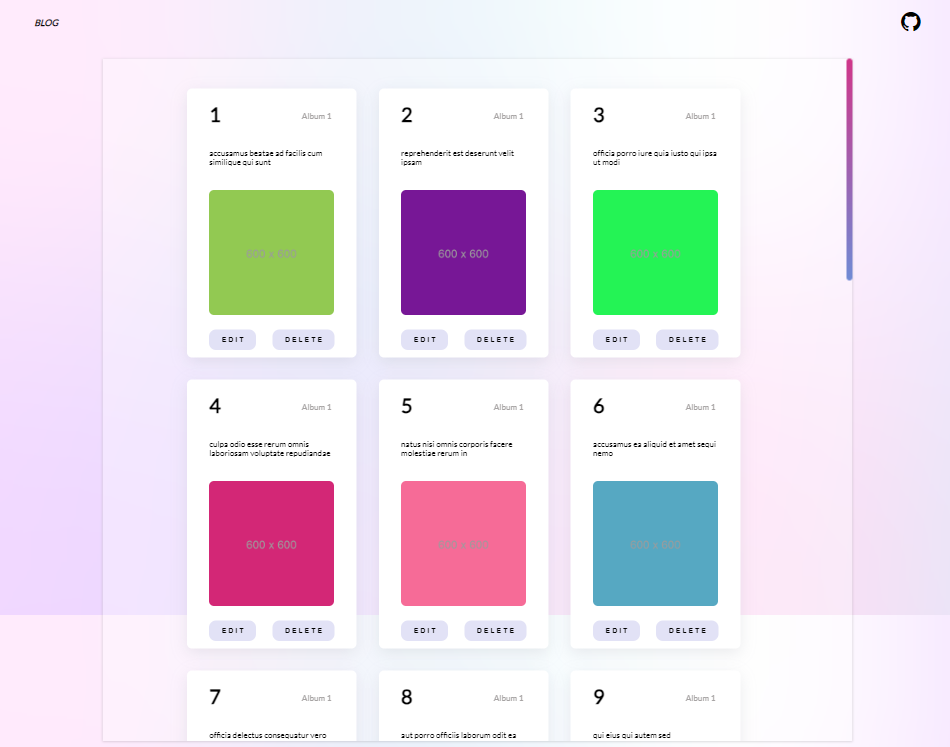 BLOG
1 Album 1
accusamus beatae ad facilis cum
similique qui sunt
600 x 600
EDIT DELETE
2 Album 1
reprehenderit est deserunt velit
ipsam
600 x 600
EDIT DELETE
3 Album 1
officia porro iure quia iusto qui ipsa
ut modi
600 x 600
EDIT DELETE
4 Album 1
culpa odio esse rerum omnis
laboriosam voluptate repudiandae
600 x 600
EDIT DELETE
5 Album 1
natus nisi omnis corporis facere
molestiae rerum in
600 x 600
EDIT DELETE
6 Album 1
accusamus ea aliquid et amet sequi
nemo
600 x 600
EDIT DELETE
7 Album 1
officia delectus consequatur vero
8 Album 1
aut porro officiis laborum odit ea
9 Album 1
qui eius qui autem sed